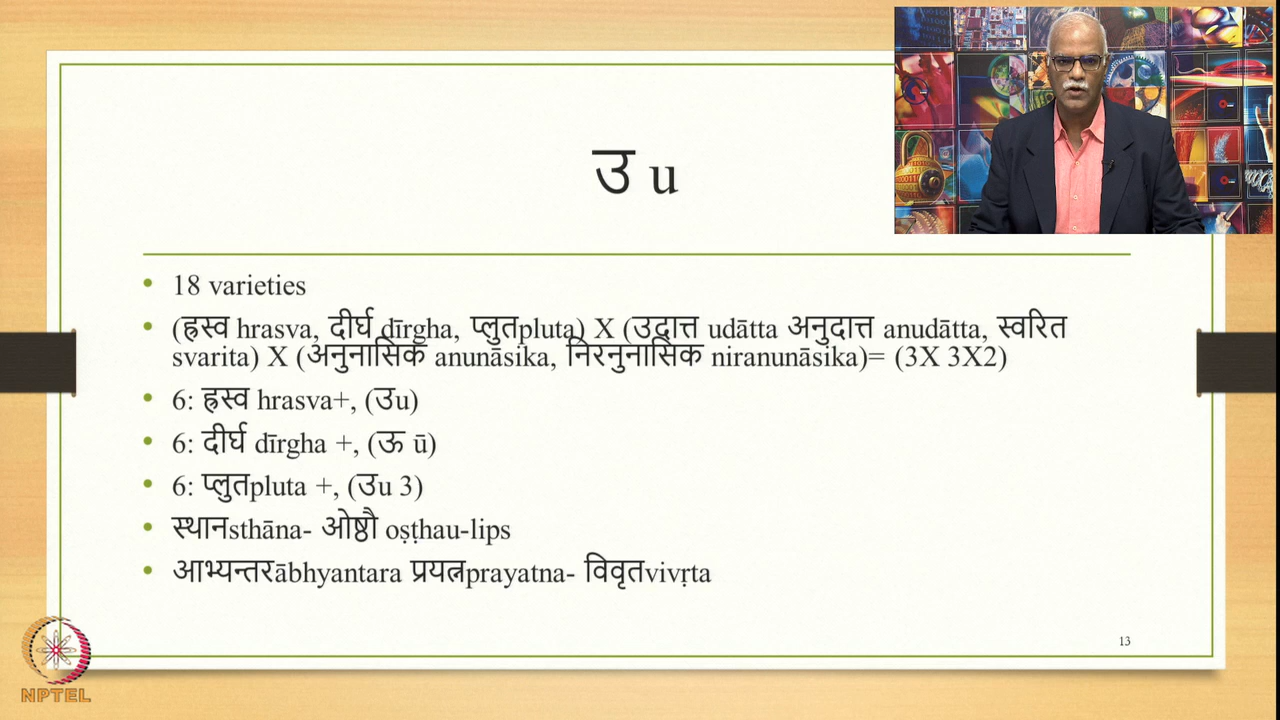 उ u
• 18 varieties
• (ह्रस्व hrasva, दीर्घ dīrgha, प्लुतpluta) X (उदात्त udātta अनुदात्त anudātta, स्वरित
svarita) X (अनुनासिक anunāsika, निरनुनासिक niranunāsika)= (3X 3X2)
• 6: ह्रस्व hrasva+, (उu)
• 6: दीर्घ dīrgha +, (ऊ ū)
• 6: प्लुतpluta +, (उu 3)
• स्थानsthāna- ओष्ठौ oṣṭhau-lips
• आभ्यन्तरābhyantara प्रयत्नprayatna- विवृतvivṛta
13
NPTEL